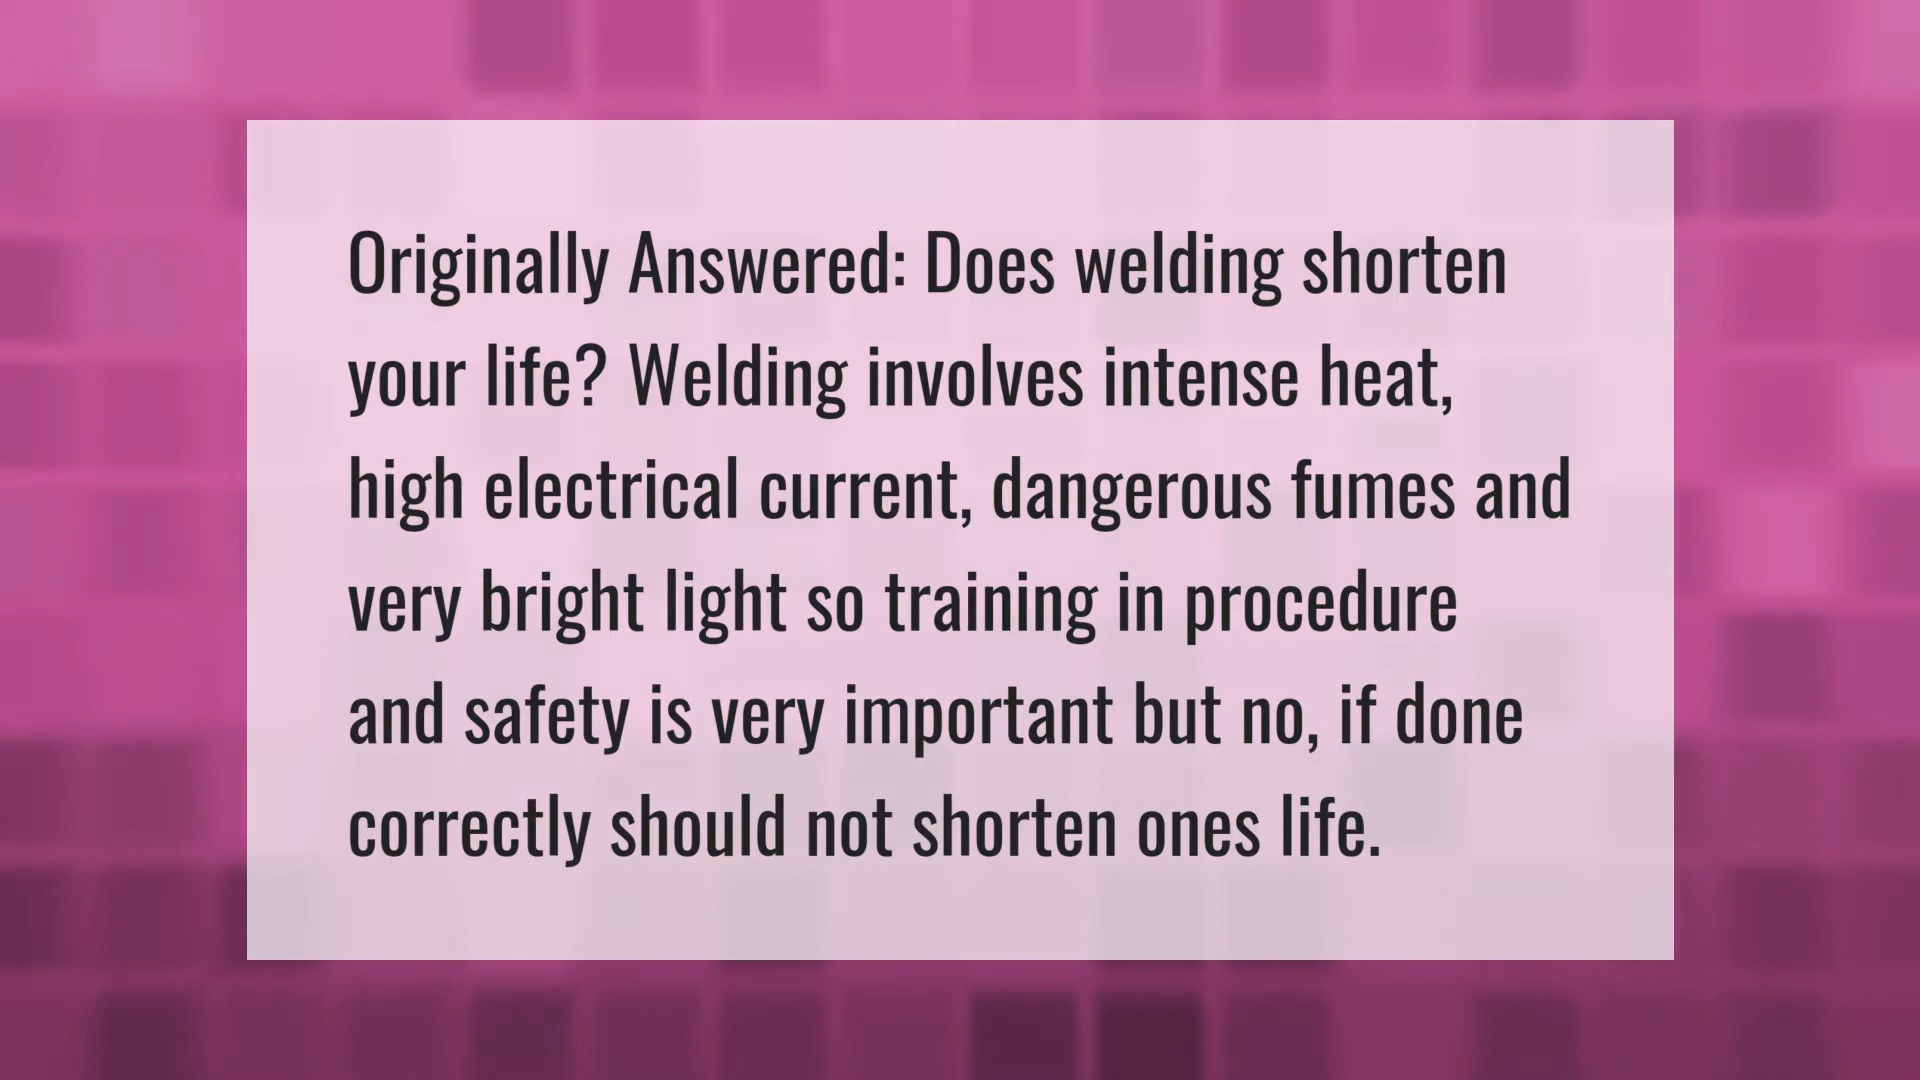 Originally Answered: Does welding shorten
your life? Welding involves intense heat,
high electrical current, dangerous fumes and
very bright light so training in procedure
and safety is very important but no, if done
correctly should not shorten ones life.